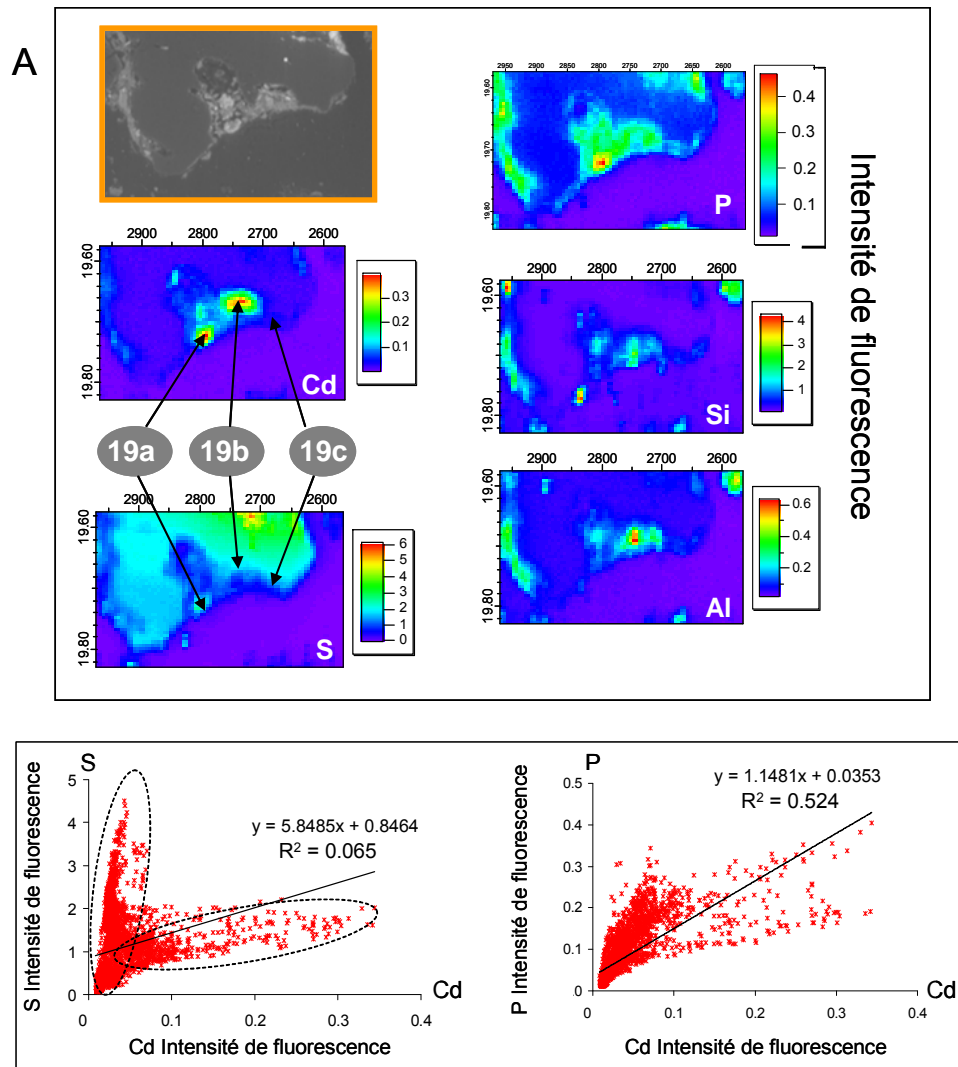 A
2950 2900 2850 2800 2750 2700 2650 2600
19.60
19.70
19.80
P
0.4
0.3
0.2
0.1
Intensité de fluorescence
2900 2800 2700 2600
19.60
19.80
Cd
0.3
0.2
0.1
2900 2800 2700 2600
19.60
19.80
Si
4
3
2
1
19a 19b 19c
2900 2800 2700 2600
19.60
19.80
S
6
5
4
3
2
1
0
2900 2800 2700 2600
19.60
19.80
Al
0.6
0.4
0.2
S
S Intensité de fluorescence
5
4
3
2
1
0
y = 5.8485x + 0.8464
R² = 0.065
0 0.1 0.2 0.3 0.4
Cd
Cd Intensité de fluorescence
P
P Intensité de fluorescence
0.5
0.4
0.3
0.2
0.1
.0
y = 1.1481x + 0.0353
R² = 0.524
0 0.1 0.2 0.3 0.4
Cd
Cd Intensité de fluorescence